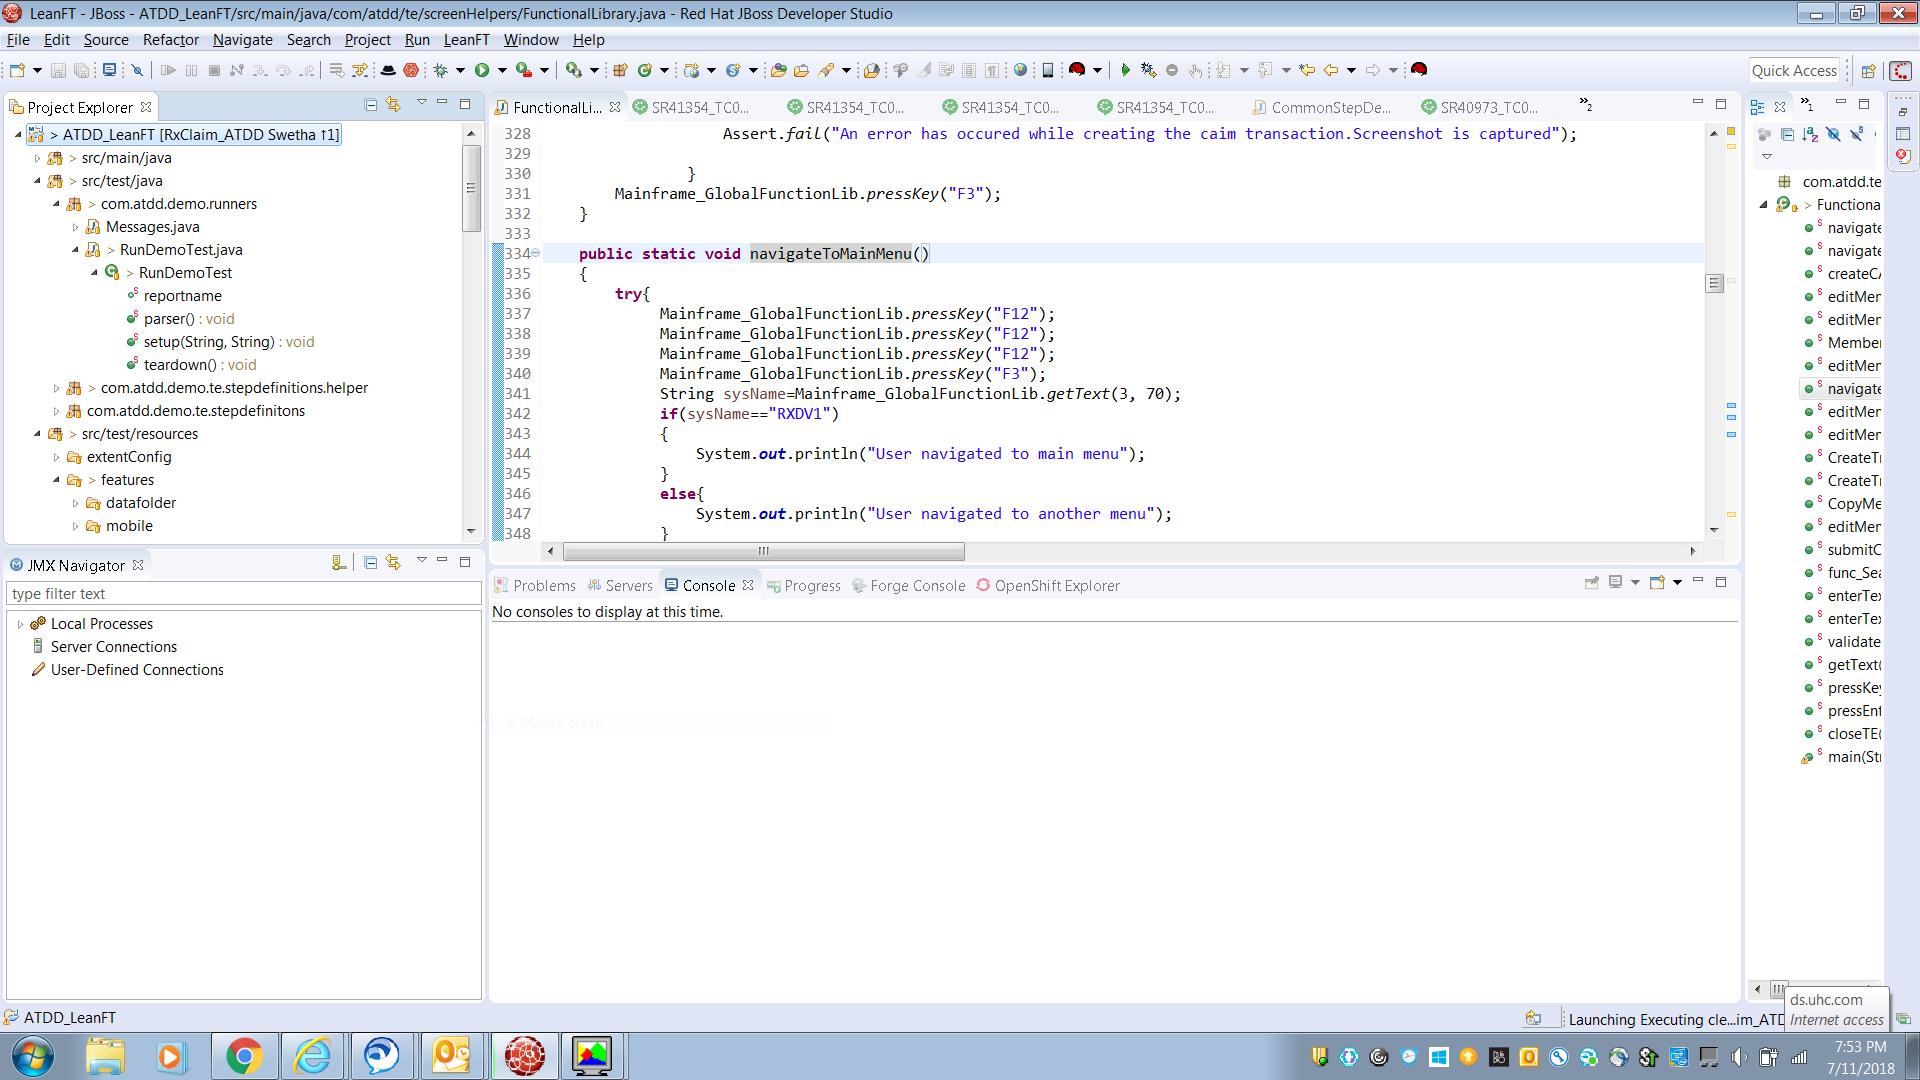 LeanFT - JBoss - ATDD_LeanFT/src/main/java/com/atdd/te/screenHelpers/FunctionalLibrary.java - Red Hat JBoss Developer Studio
File Edit Source Refactor Navigate Search Project Run LeanFT Window Help
Quick Access
Project Explorer
> ATDD_LeanFT [RxClaim_ATDD Swetha ↑1]
> src/main/java
> src/test/java
> com.atdd.demo.runners
Messages.java
> RunDemoTest.java
> RunDemoTest
reportname
parser() : void
setup(String, String) : void
teardown() : void
> com.atdd.demo.te.stepdefinitions.helper
com.atdd.demo.te.stepdefinitons
> src/test/resources
extentConfig
> features
datafolder
mobile
JMX Navigator
type filter text
Local Processes
Server Connections
User-Defined Connections
FunctionalLi... SR41354_TC0... SR41354_TC0... SR41354_TC0... SR41354_TC0... CommonStepDe... SR40973_TC0... »2
328 Assert.fail("An error has occured while creating the caim transaction.Screenshot is captured");
329
330 }
331 Mainframe_GlobalFunctionLib.pressKey("F3");
332 }
333
334 public static void navigateToMainMenu()
335 {
336 try{
337 Mainframe_GlobalFunctionLib.pressKey("F12");
338 Mainframe_GlobalFunctionLib.pressKey("F12");
339 Mainframe_GlobalFunctionLib.pressKey("F12");
340 Mainframe_GlobalFunctionLib.pressKey("F3");
341 String sysName=Mainframe_GlobalFunctionLib.getText(3, 70);
342 if(sysName=="RXDV1")
343 {
344 System.out.println("User navigated to main menu");
345 }
346 else{
347 System.out.println("User navigated to another menu");
348 }
Problems Servers Console Progress Forge Console OpenShift Explorer
No consoles to display at this time.
6 Maven clean
»1
com.atdd.te
> Functiona
navigate
navigate
createCA
editMer
editMer
Member
editMer
navigate
editMer
editMer
CreateTr
CreateTr
CopyMe
editMer
submitC
func_Sea
enterTex
enterTex
validate
getText(
pressKey
pressEnt
closeTE(
main(Str
ds.uhc.com
Internet access
ATDD_LeanFT
Launching Executing cle...im_ATD
7:53 PM
7/11/2018